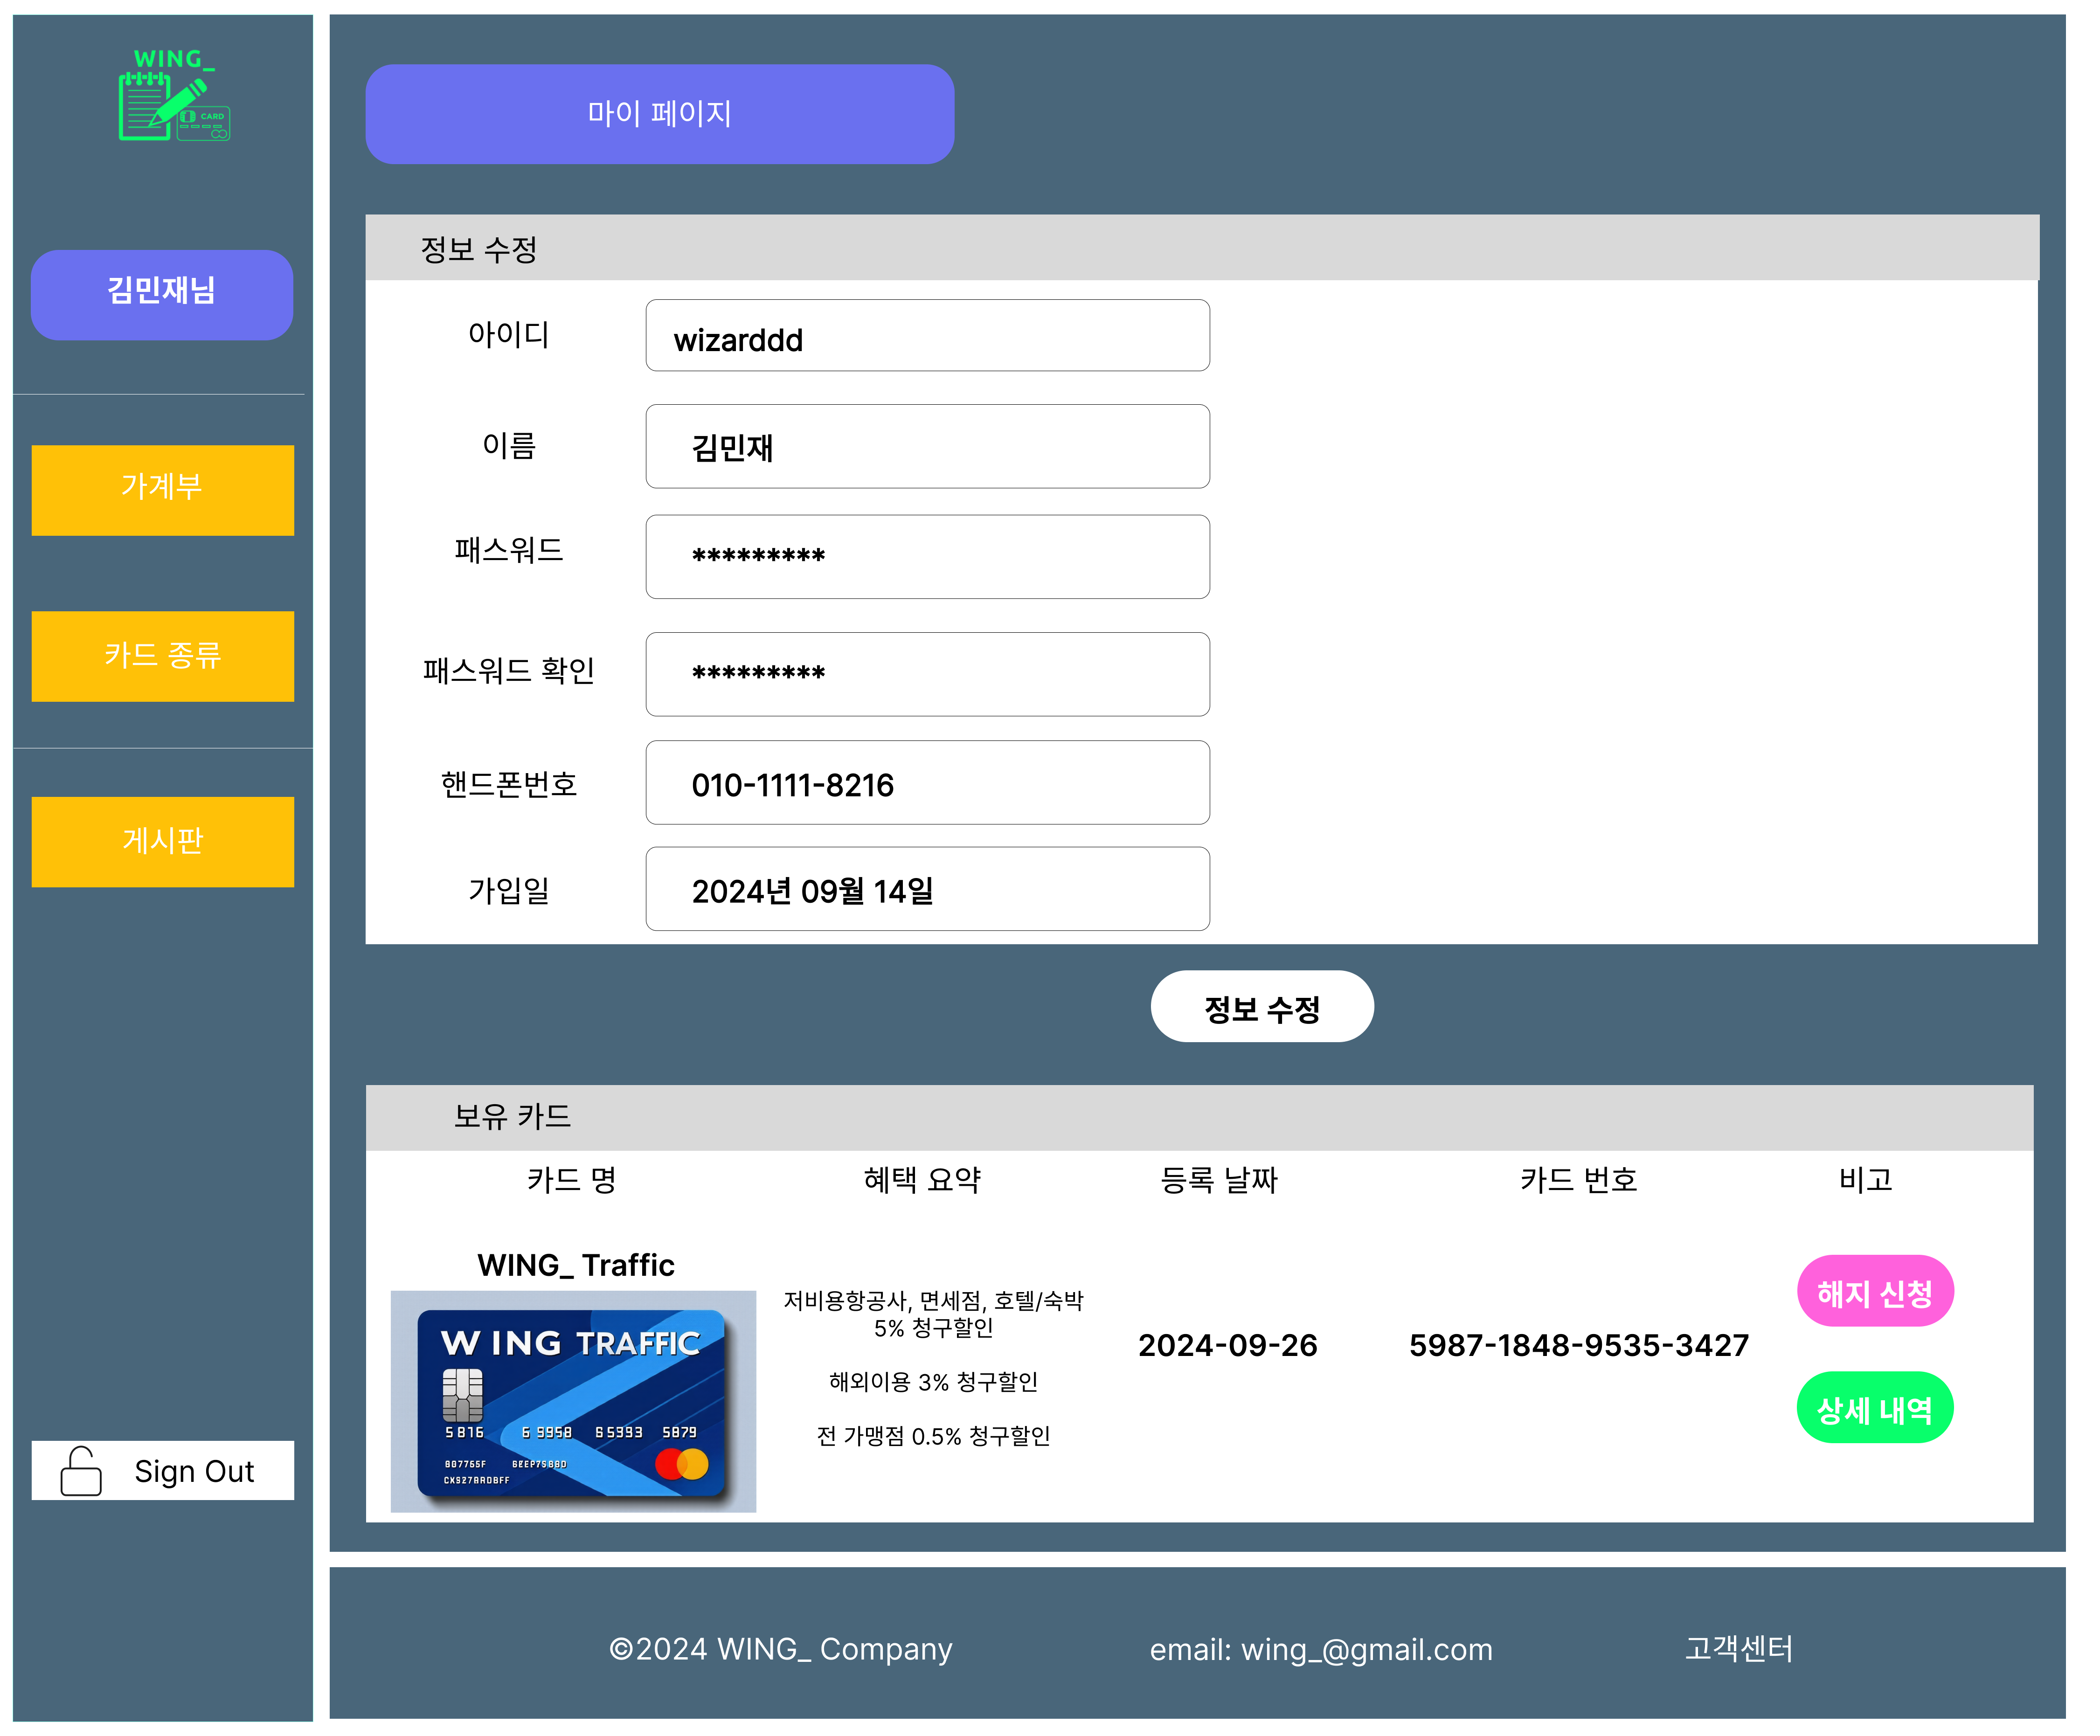 WING_
CARD
김민재님
가계부
카드 종류
게시판
Sign Out
마이 페이지
정보 수정
아이디
wizarddd
이름
김민재
패스워드
*********
패스워드 확인
*********
핸드폰번호
010-1111-8216
가입일
2024년 09월 14일
정보 수정
보유 카드
카드 명 혜택 요약 등록 날짜 카드 번호 비고
WING_ Traffic
W ING TRAFFIC
5816 6 9958 65393 5879
저비용항공사, 면세점, 호텔/숙박
5% 청구할인
해외이용 3% 청구할인
전 가맹점 0.5% 청구할인
2024-09-26
5987-1848-9535-3427
해지 신청
상세 내역
©2024 WING_ Company email: wing_@gmail.com 고객센터